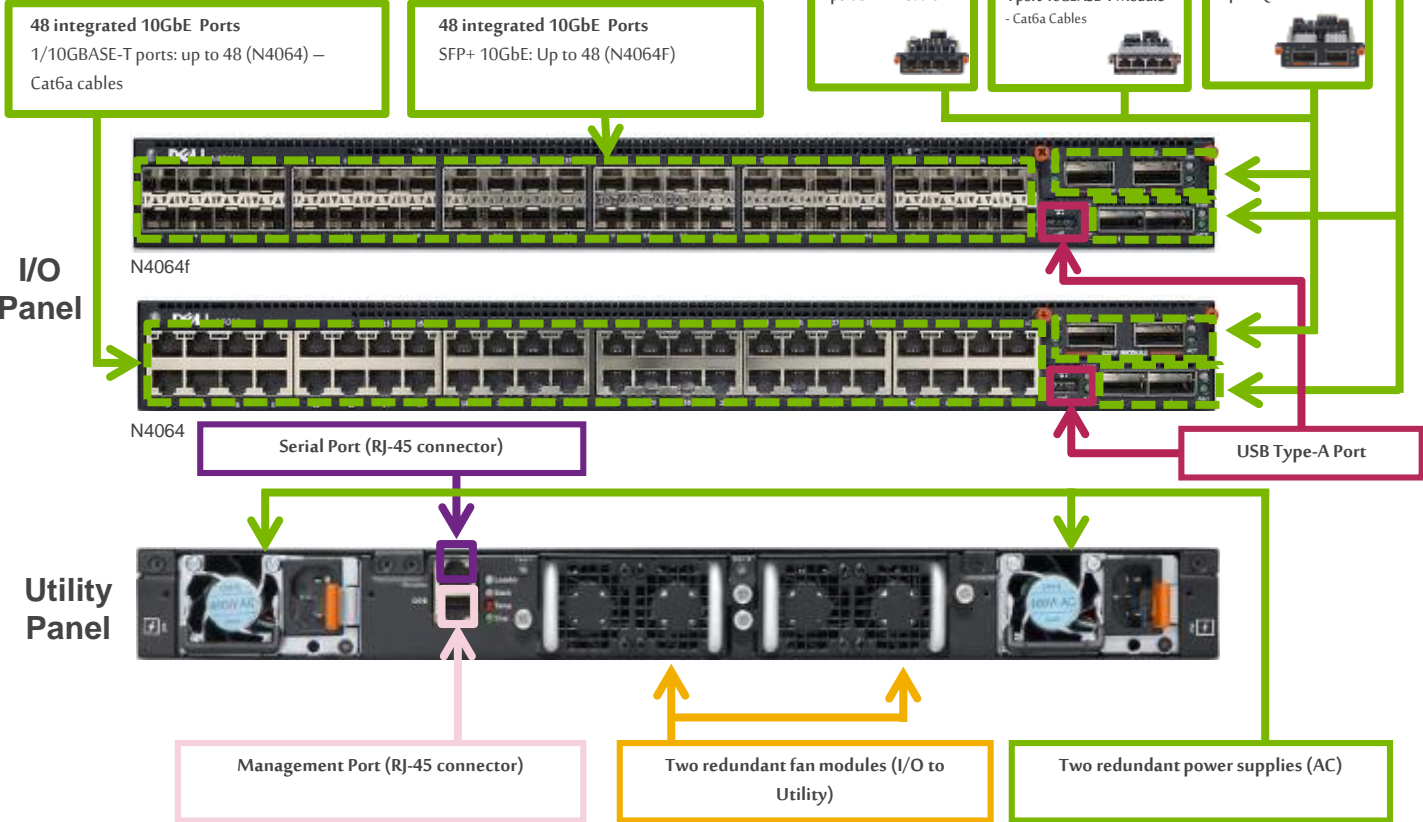 48 integrated 10GbE Ports
1/10GBASE-T ports: up to 48 (N4064) –
Cat6a cables
48 integrated 10GbE Ports
SFP+ 10GbE: Up to 48 (N4064F)
- Cat6a Cables
DELL
N4064f
I/O
Panel
DELL
N4064
Serial Port (RJ-45 connector)
USB Type-A Port
Utility
Panel
Management Port (RJ-45 connector)
Two redundant fan modules (I/O to
Utility)
Two redundant power supplies (AC)